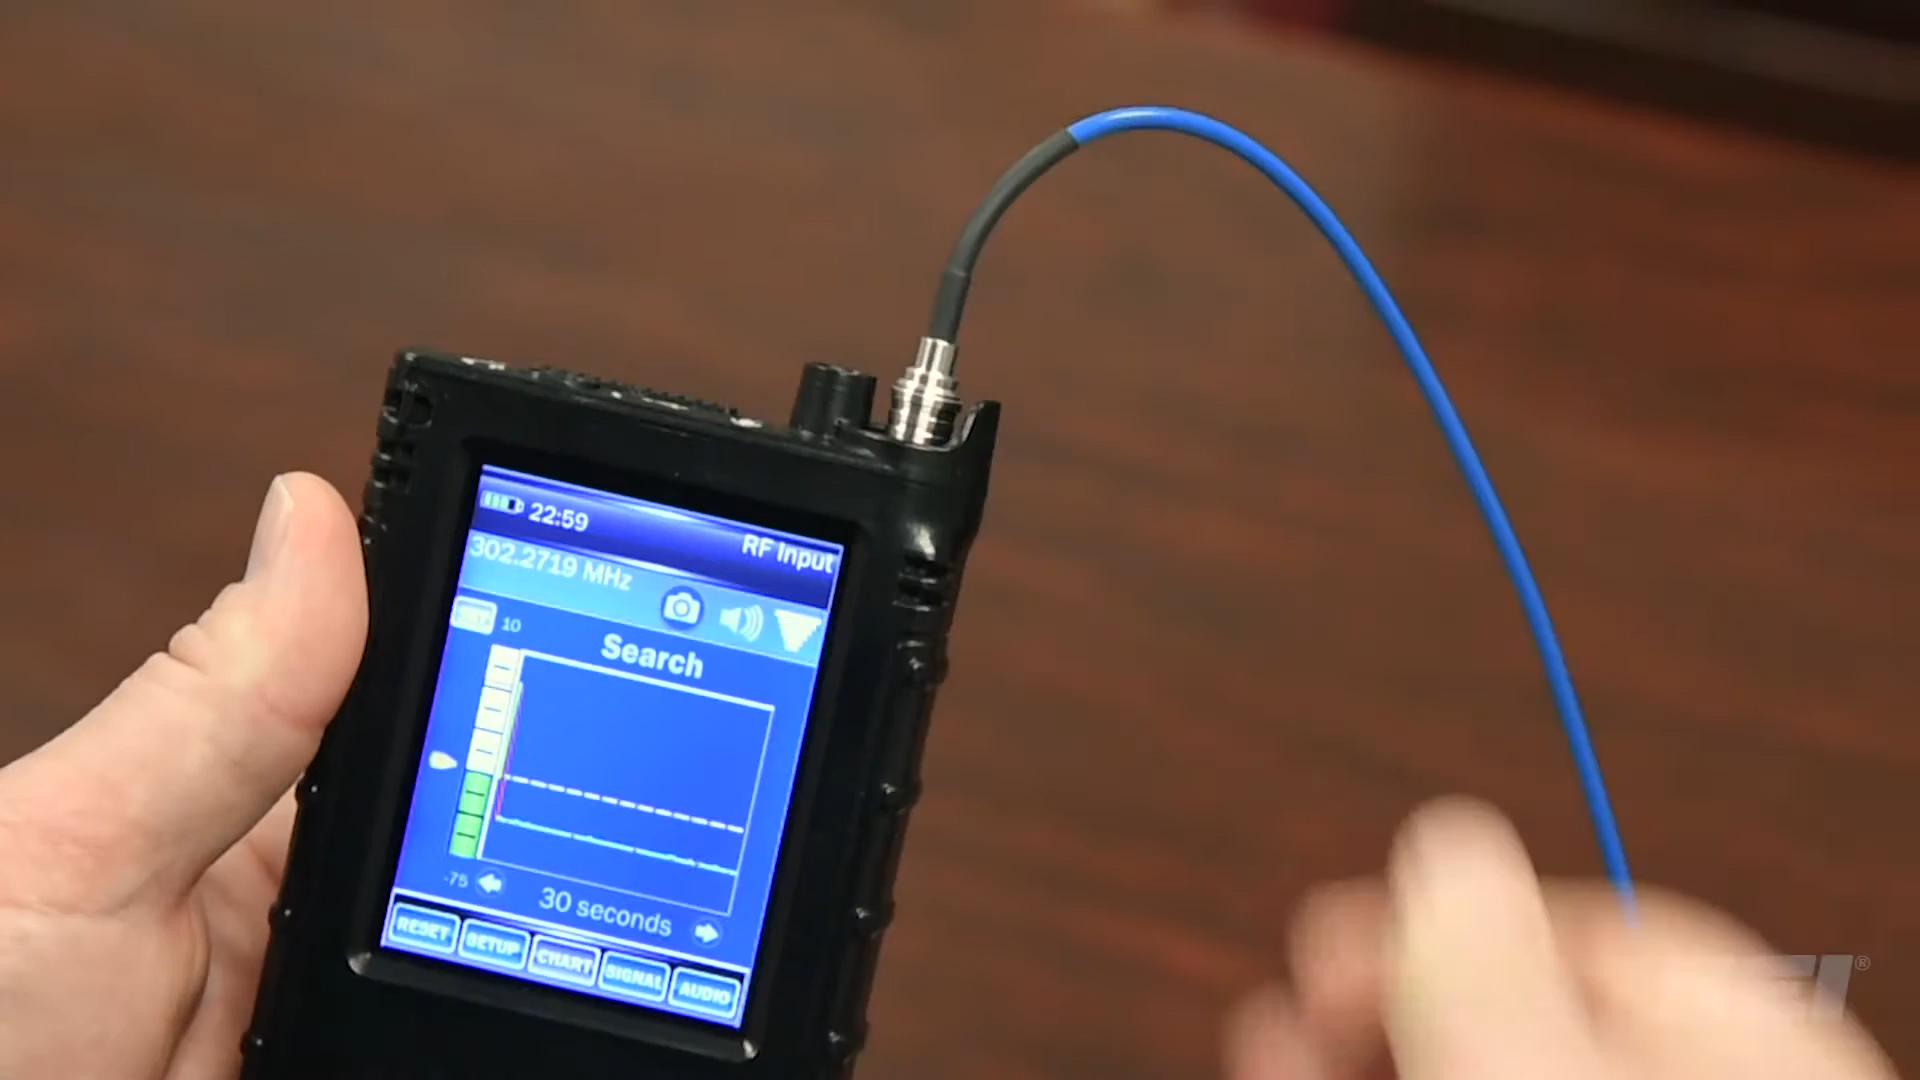 22:59
RF Input
302.2719 MHz
10
Search
-75
30 seconds
RESET
SETUP
CHART
SIGNAL
AUDIO
®